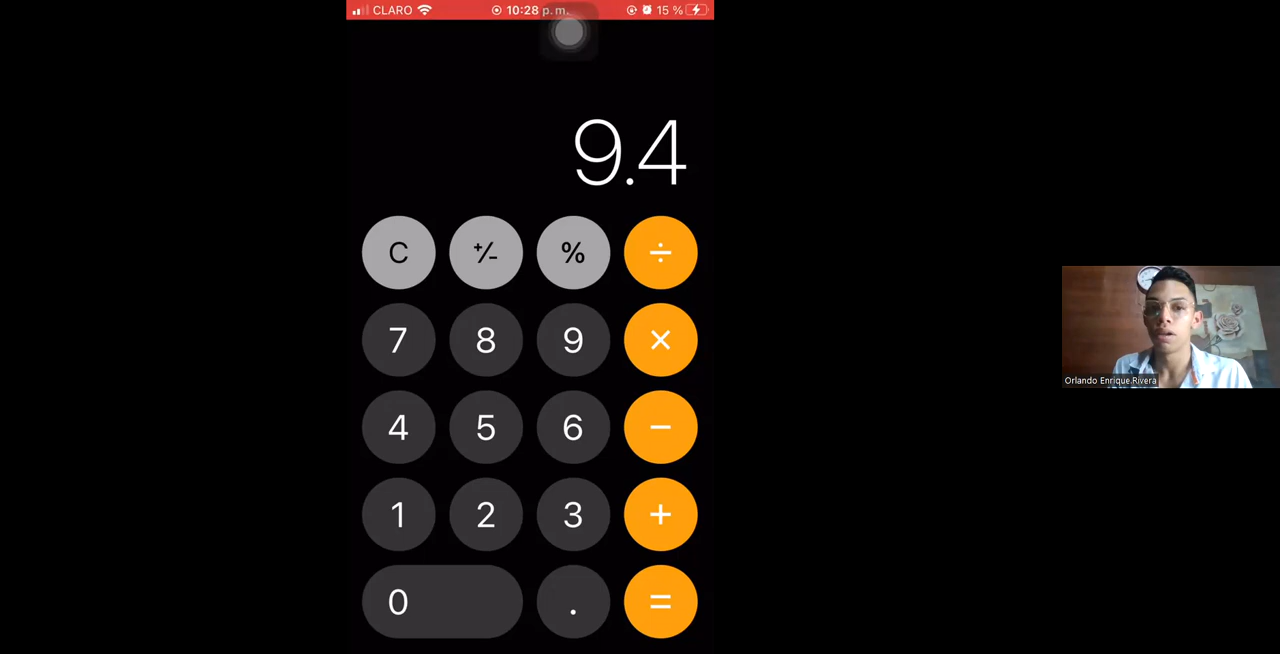 CLARO 10:28 p. m. 15 %
9.4
C +/- % ÷
7 8 9 ×
4 5 6 −
1 2 3 +
0 . =
Orlando Enrique Rivera